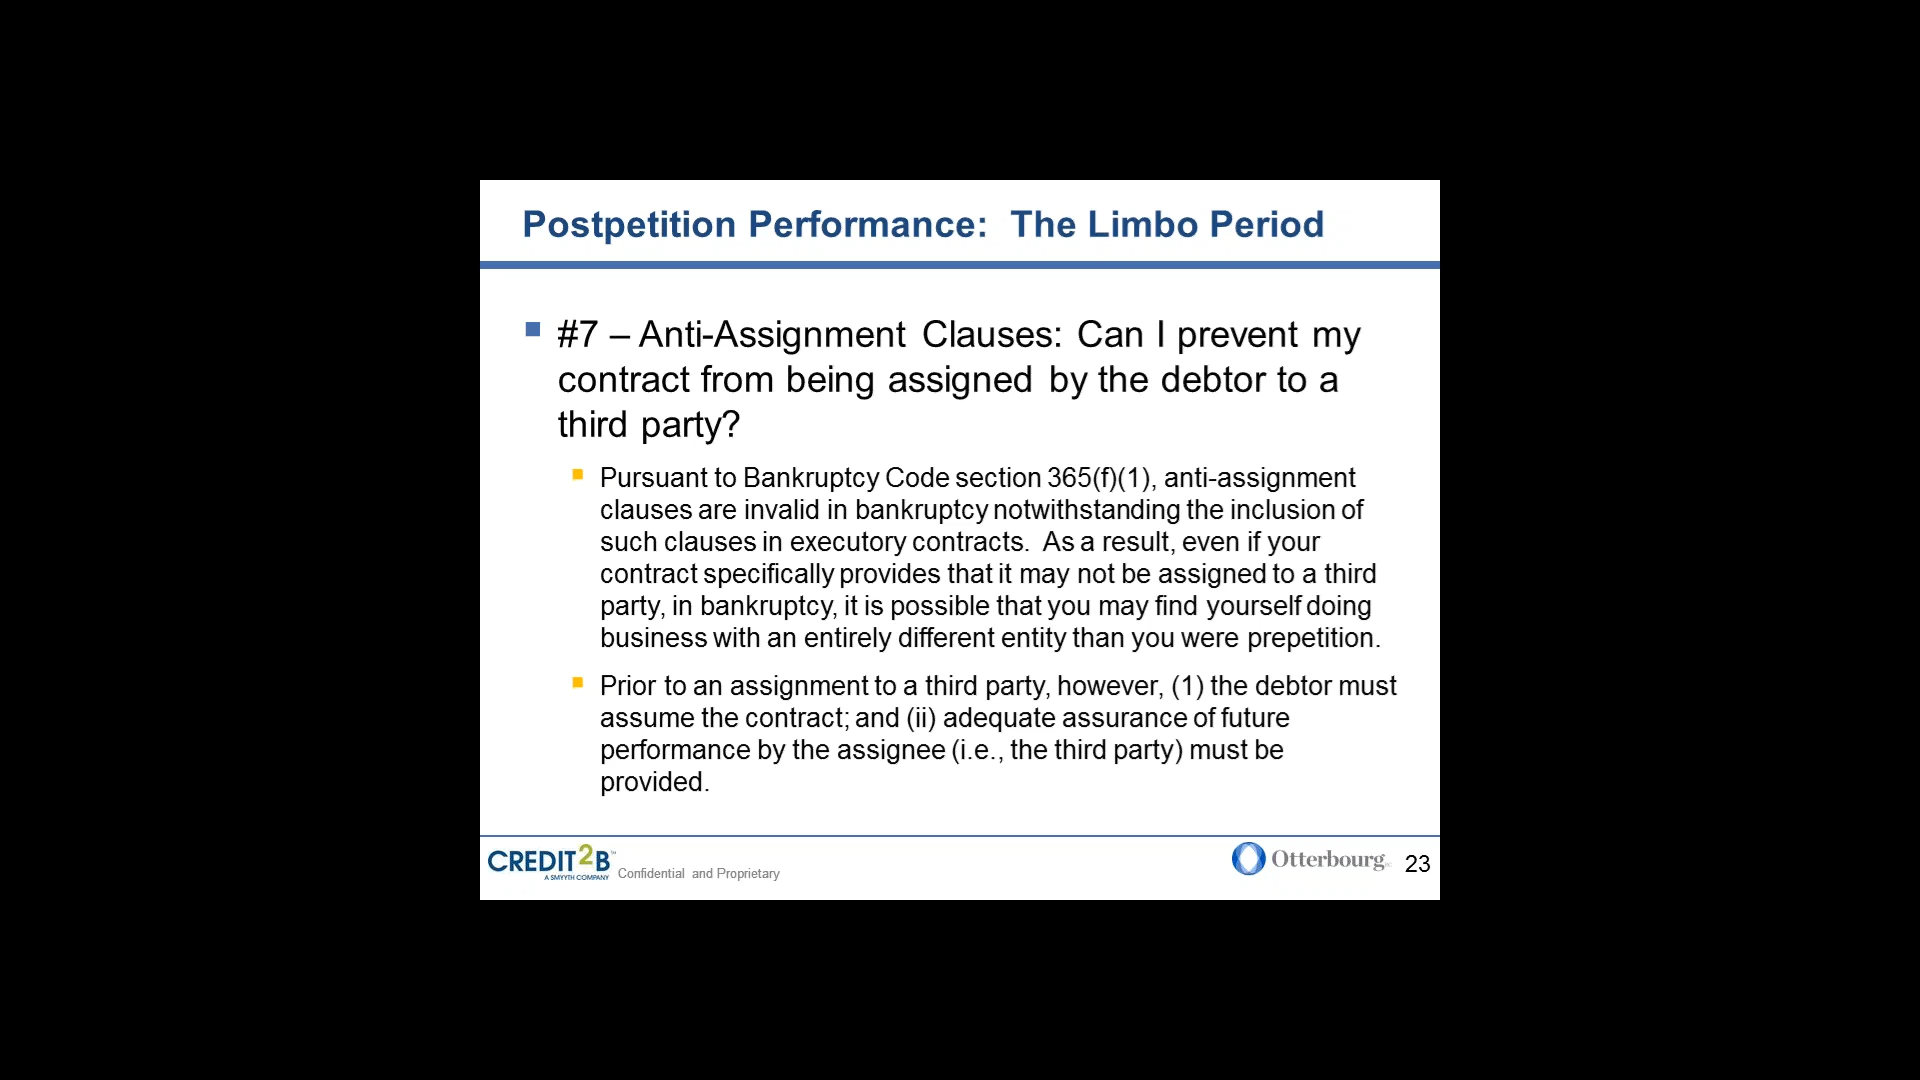 Postpetition Performance: The Limbo Period
#7 – Anti-Assignment Clauses: Can I prevent my
contract from being assigned by the debtor to a
third party?
Pursuant to Bankruptcy Code section 365(f)(1), anti-assignment
clauses are invalid in bankruptcy notwithstanding the inclusion of
such clauses in executory contracts. As a result, even if your
contract specifically provides that it may not be assigned to a third
party, in bankruptcy, it is possible that you may find yourself doing
business with an entirely different entity than you were prepetition.
Prior to an assignment to a third party, however, (1) the debtor must
assume the contract; and (ii) adequate assurance of future
performance by the assignee (i.e., the third party) must be
provided.
CREDIT2B™
A SMYYTH COMPANY
Confidential and Proprietary
Otterbourg
23